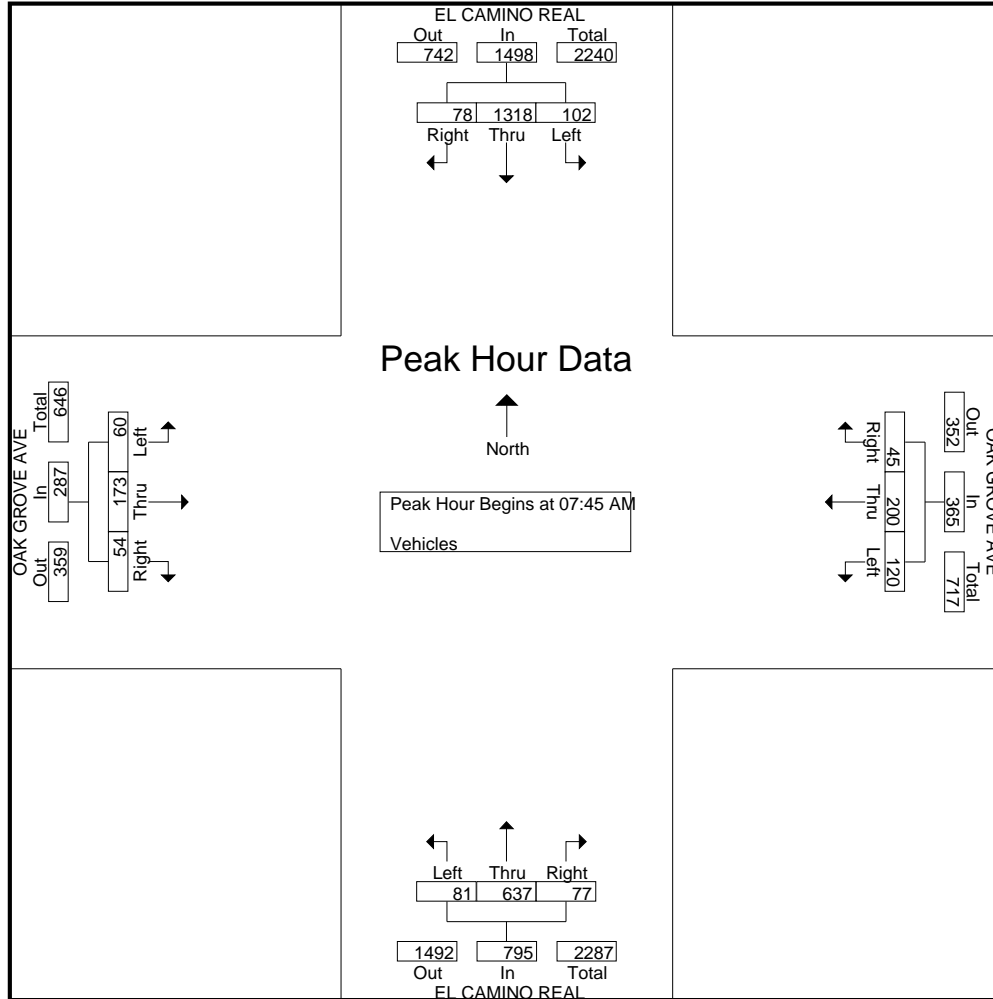 EL CAMINO REAL
Out In Total
742 1498 2240
78 1318 102
Right Thru Left
Peak Hour Data
North
Peak Hour Begins at 07:45 AM
Vehicles
OAK GROVE AVE
Total In Out
646 287 359
60 173 54
Left Thru Right
OAK GROVE AVE
Out In Total
352 365 717
45 200 120
Right Thru Left
Left Thru Right
81 637 77
1492 795 2287
Out In Total
EL CAMINO REAL